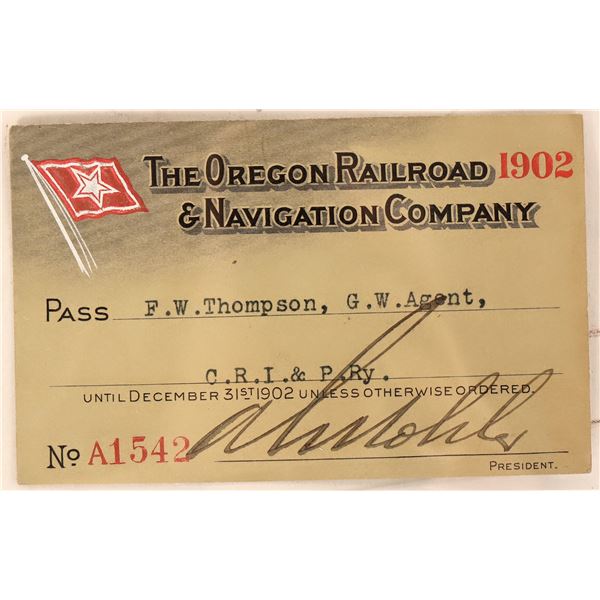 THE OREGON RAILROAD 1902
& NAVIGATION COMPANY
PASS F.W.Thompson, G.W.Agent,
C.R.I.& P.Ry.
UNTIL DECEMBER 31ST 1902 UNLESS OTHERWISE ORDERED.
No A1542
PRESIDENT.